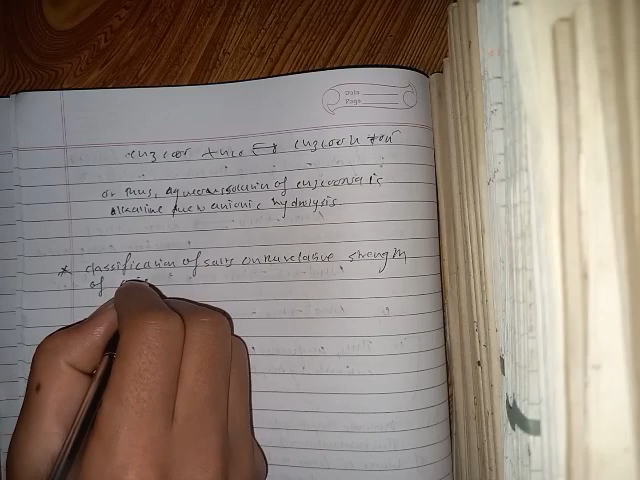 Date
Page
CH3COO⁻ + H2O ⇌ CH3COOH + OH⁻
or thus, aqueous solution of CH3COONa is
alkaline due to anionic hydrolysis
* classification of salts on relative strength
of